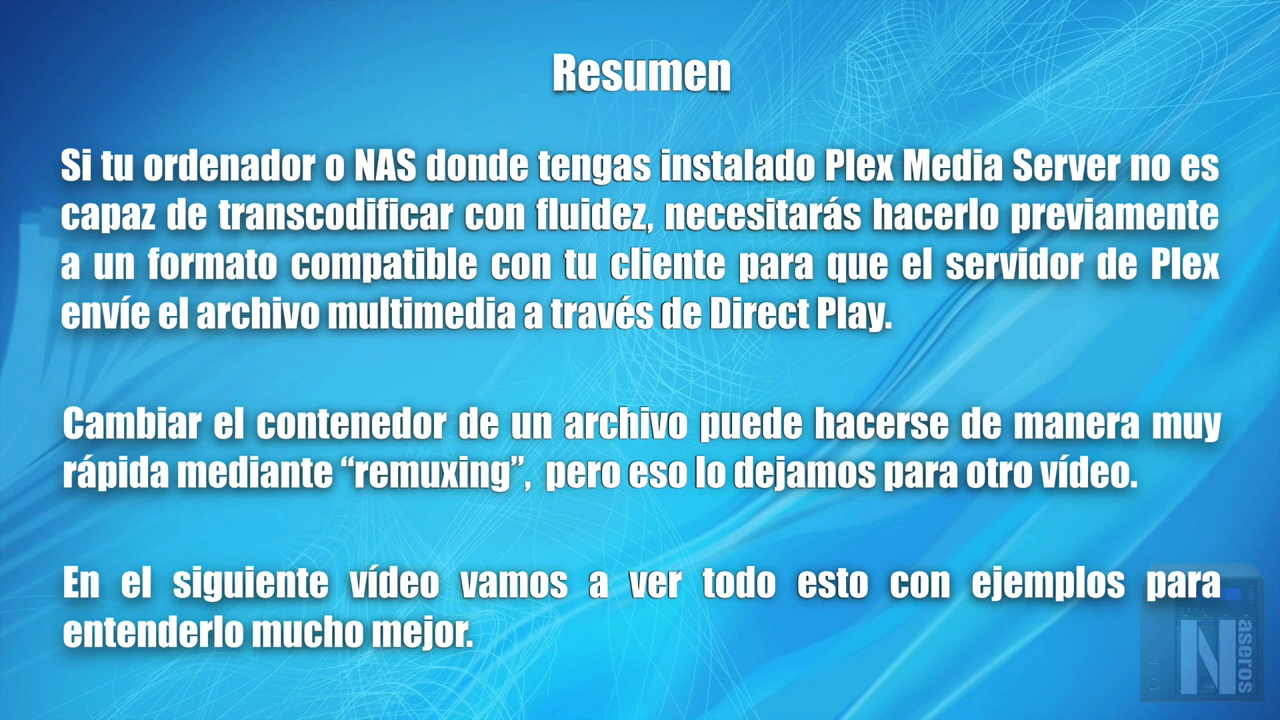 Resumen
Si tu ordenador o NAS donde tengas instalado Plex Media Server no es
capaz de transcodificar con fluidez, necesitarás hacerlo previamente
a un formato compatible con tu cliente para que el servidor de Plex
envíe el archivo multimedia a través de Direct Play.
Cambiar el contenedor de un archivo puede hacerse de manera muy
rápida mediante “remuxing”, pero eso lo dejamos para otro vídeo.
En el siguiente vídeo vamos a ver todo esto con ejemplos para
entenderlo mucho mejor.
Naseros